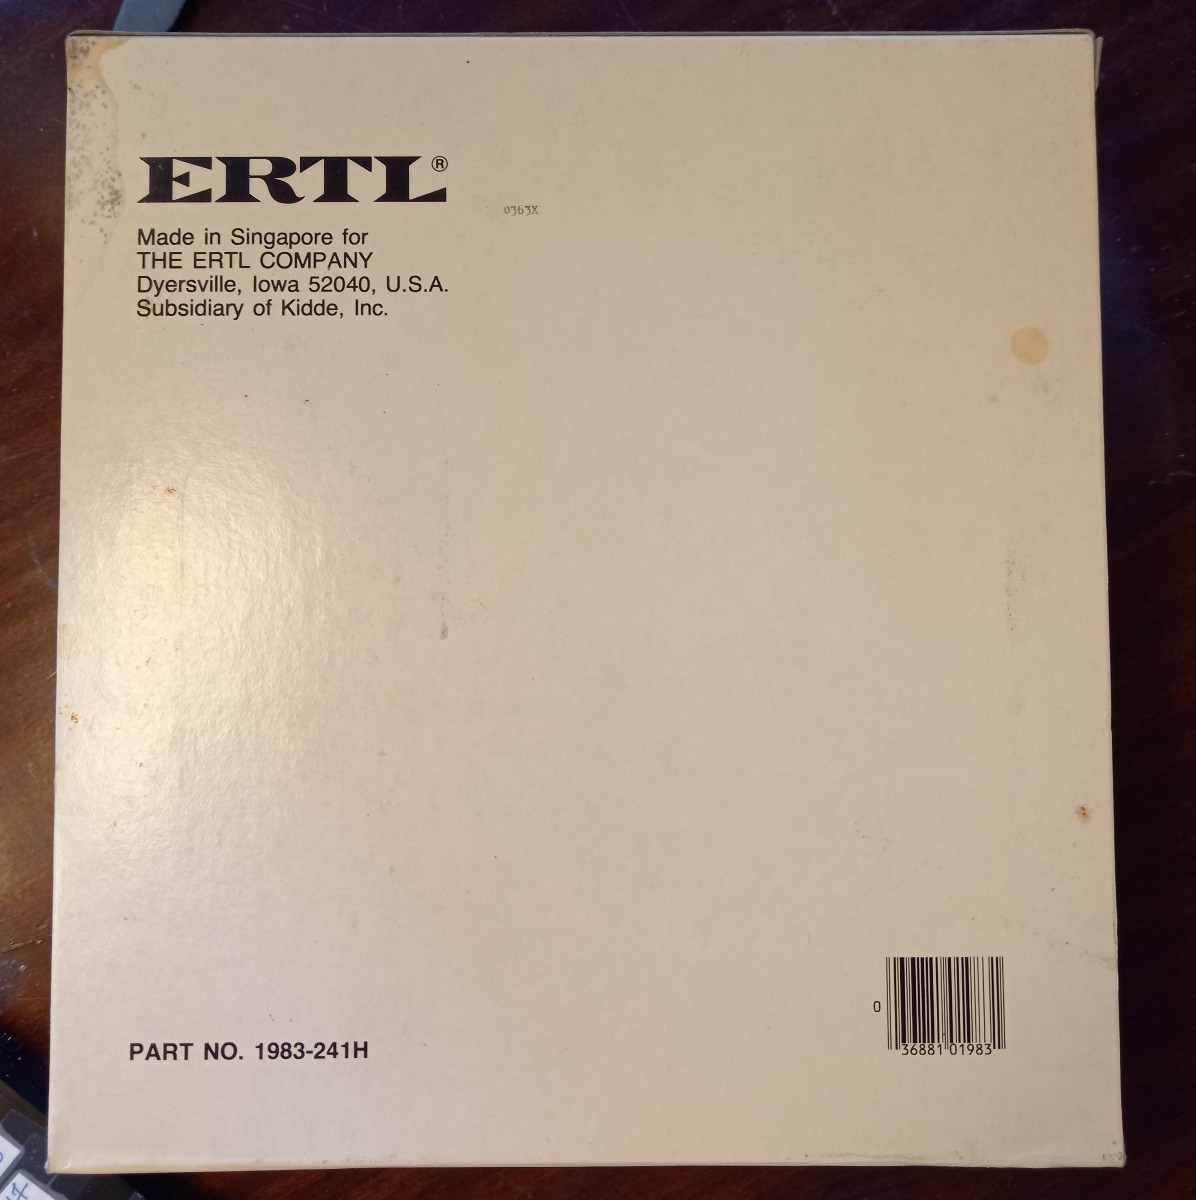 ERTL®
0363X
Made in Singapore for
THE ERTL COMPANY
Dyersville, Iowa 52040, U.S.A.
Subsidiary of Kidde, Inc.
PART NO. 1983-241H
0 36881 01983